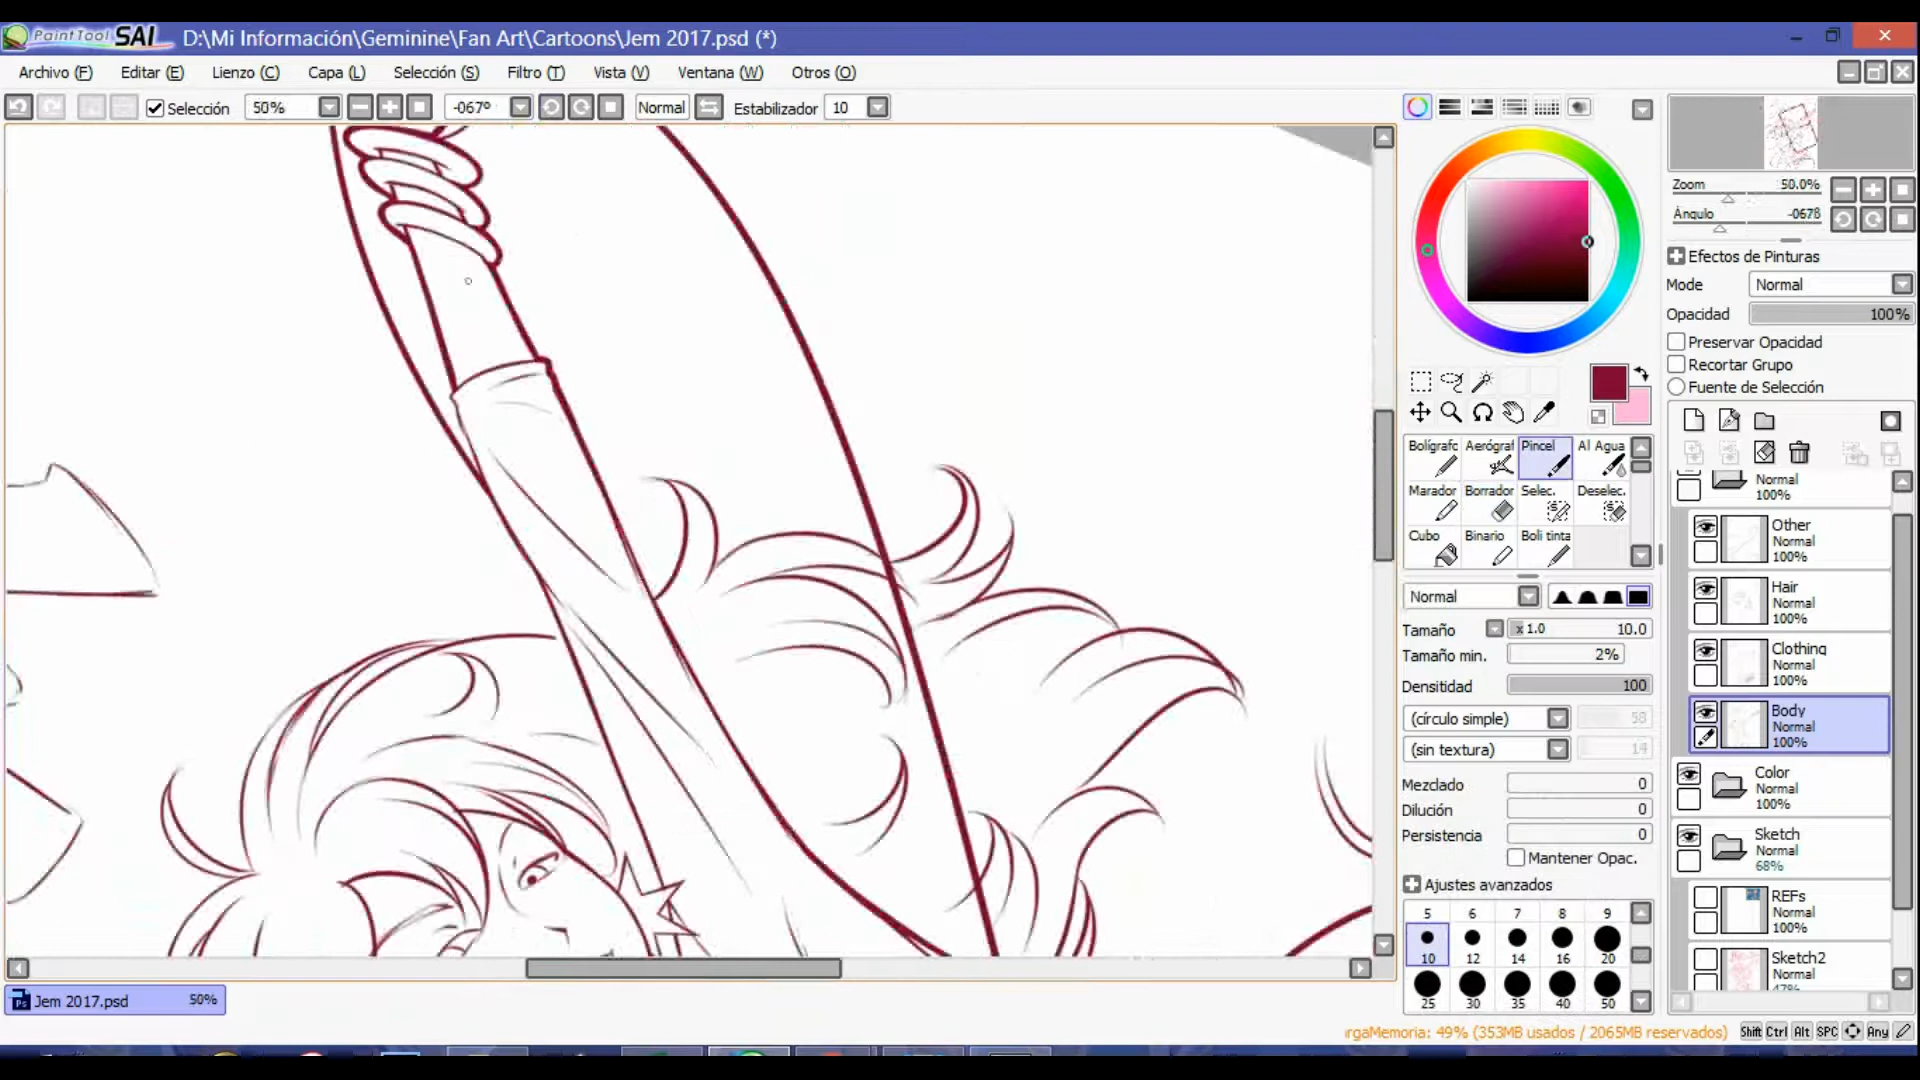 PaintTool SAI D:\Mi Información\Geminine\Fan Art\Cartoons\Jem 2017.psd (*)
Archivo (F) Editar (E) Lienzo (C) Capa (L) Selección (S) Filtro (T) Vista (V) Ventana (W) Otros (O)
Selección 50% -067º Normal Estabilizador 10
Zoom 50.0%
Ángulo -067º
Efectos de Pinturas
Mode Normal
Opacidad 100%
Preservar Opacidad
Recortar Grupo
Fuente de Selección
Bolígrafo Aerógraf Pincel Al Agua
Marador Borrador Selec. Deselec.
Cubo Binario Boli tinta
Normal
Tamaño x 1.0 10.0
Tamaño min. 2%
Densitidad 100
(círculo simple) 58
(sin textura) 14
Mezclado 0
Dilución 0
Persistencia 0
Mantener Opac.
Ajustes avanzados
5 6 7 8 9
10 12 14 16 20
25 30 35 40 50
Normal
100%
Other
Normal
100%
Hair
Normal
100%
Clothing
Normal
100%
Body
Normal
100%
Color
Normal
100%
Sketch
Normal
68%
REFs
Normal
100%
Sketch2
Normal
47%
Jem 2017.psd 50%
rgaMemoria: 49% (353MB usados / 2065MB reservados) Shift Ctrl Alt SPC Any